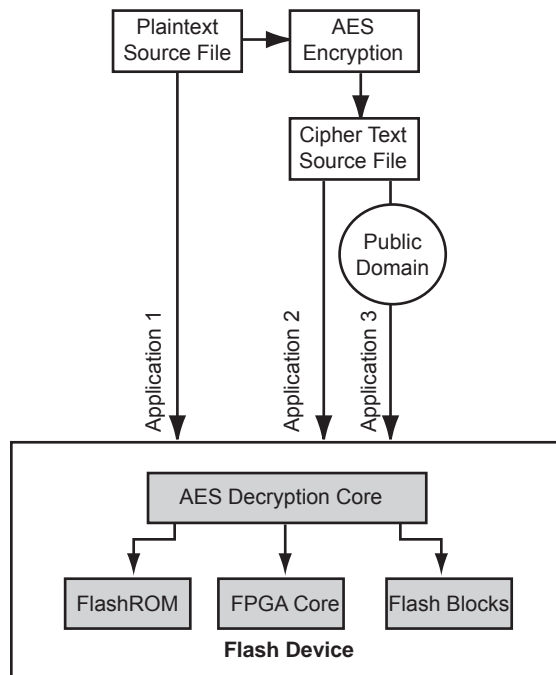 Plaintext
Source File
AES
Encryption
Cipher Text
Source File
Public
Domain
Application 1
Application 2
Application 3
AES Decryption Core
FlashROM
FPGA Core
Flash Blocks
Flash Device